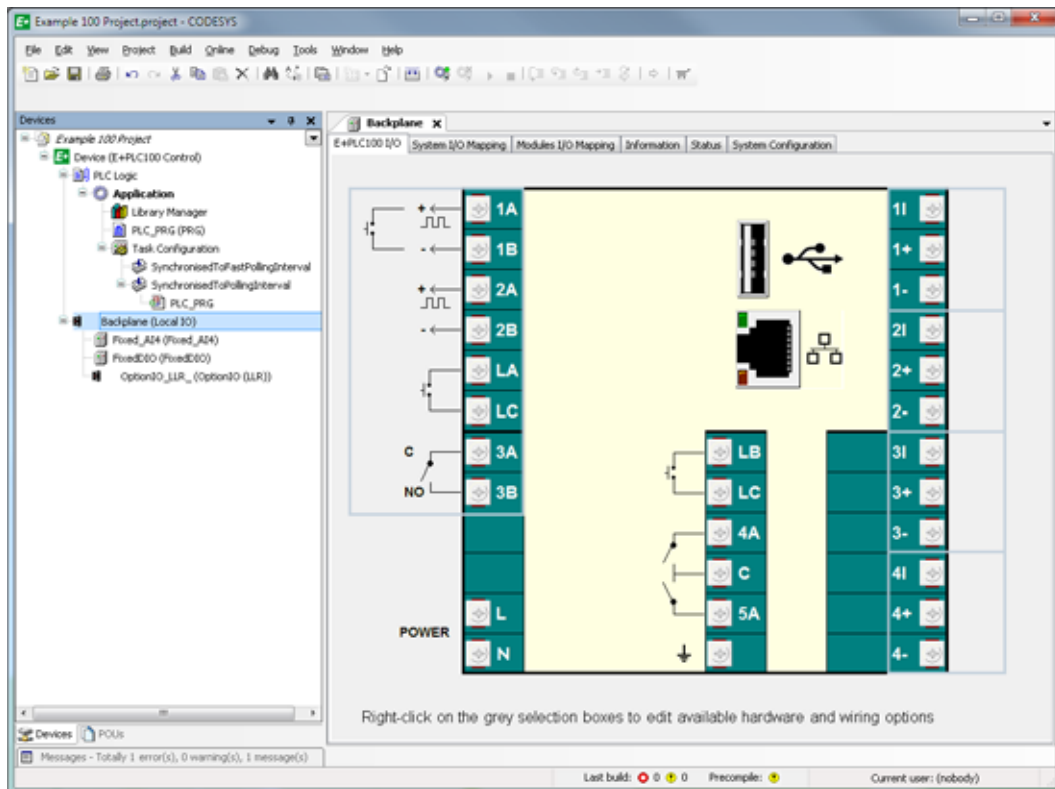 Example 100 Project.project - CODESYS
File Edit View Project Build Online Debug Tools Window Help
Devices
Example 100 Project
Device (E+PLC100 Control)
PLC Logic
Application
Library Manager
PLC_PRG (PRG)
Task Configuration
SynchronisedToFastPollingInterval
SynchronisedToPollingInterval
PLC_PRG
Backplane (Local IO)
Fixed_AI4 (Fixed_AI4)
FixedDIO (FixedDIO)
OptionIO_LLR_ (OptionIO (LLR))
Devices POUs
Backplane
E+PLC100 I/O System I/O Mapping Modules I/O Mapping Information Status System Configuration
+ 1A 1I
- 1B 1+
+ 2A 1-
- 2B 2I
LA 2+
LC 2-
C 3A LB 3I
NO 3B LC 3+
4A 3-
C 4I
L 5A 4+
POWER
N 4-
Right-click on the grey selection boxes to edit available hardware and wiring options
Messages - Totally 1 error(s), 0 warning(s), 1 message(s)
Last build: 0 0 Precompile: Current user: (nobody)